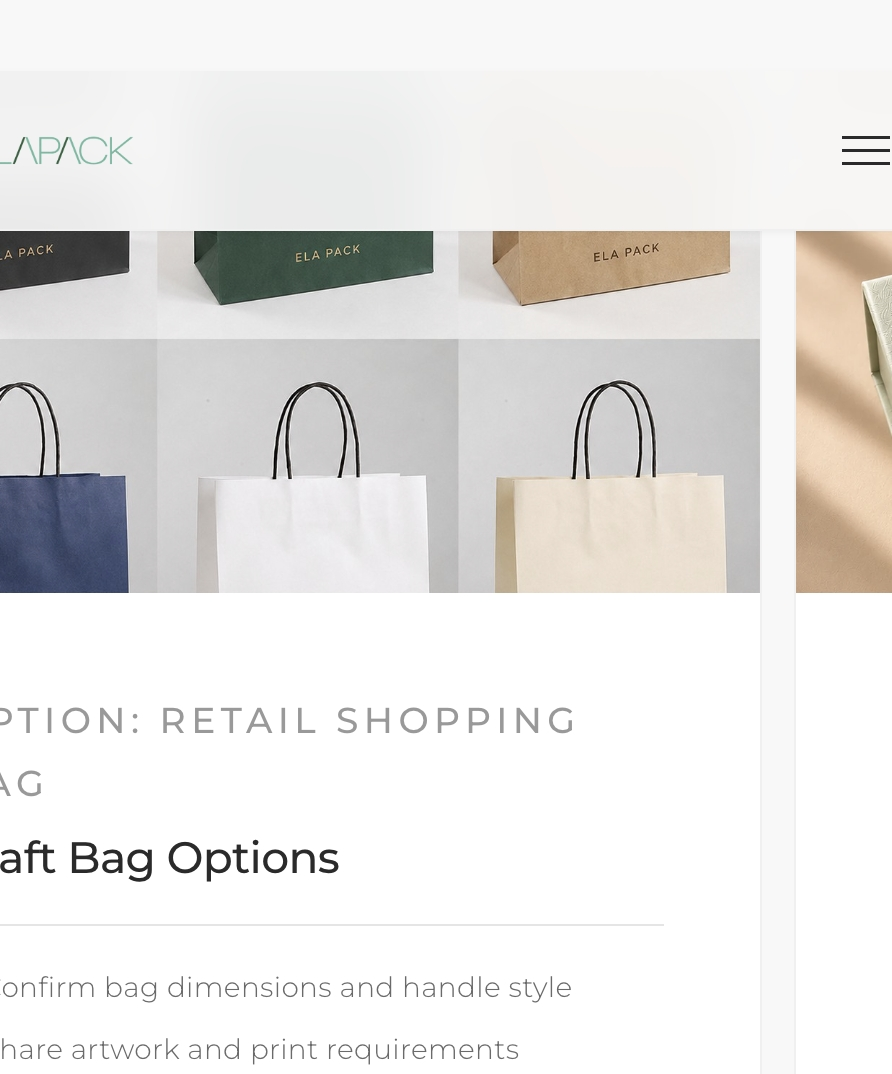 LAPACK
LA PACK
ELA PACK
ELA PACK
PTION: RETAIL SHOPPING
AG
aft Bag Options
onfirm bag dimensions and handle style
hare artwork and print requirements